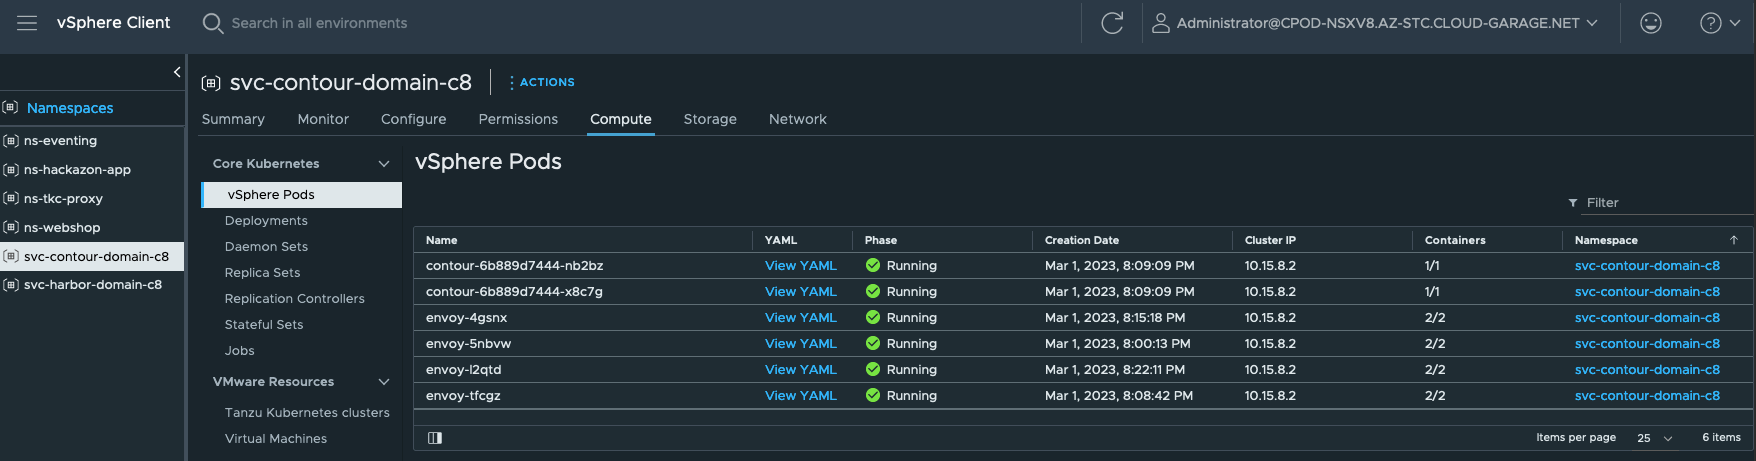 vSphere Client
Search in all environments
Administrator@CPOD-NSXV8.AZ-STC.CLOUD-GARAGE.NET
Namespaces
ns-eventing
ns-hackazon-app
ns-tkc-proxy
ns-webshop
svc-contour-domain-c8
svc-harbor-domain-c8
svc-contour-domain-c8
ACTIONS
Summary Monitor Configure Permissions Compute Storage Network
Core Kubernetes
vSphere Pods
Deployments
Daemon Sets
Replica Sets
Replication Controllers
Stateful Sets
Jobs
VMware Resources
Tanzu Kubernetes clusters
Virtual Machines
vSphere Pods
Filter
Name YAML Phase Creation Date Cluster IP Containers Namespace
contour-6b889d7444-nb2bz View YAML Running Mar 1, 2023, 8:09:09 PM 10.15.8.2 1/1 svc-contour-domain-c8
contour-6b889d7444-x8c7g View YAML Running Mar 1, 2023, 8:09:09 PM 10.15.8.2 1/1 svc-contour-domain-c8
envoy-4gsnx View YAML Running Mar 1, 2023, 8:15:18 PM 10.15.8.2 2/2 svc-contour-domain-c8
envoy-5nbvw View YAML Running Mar 1, 2023, 8:00:13 PM 10.15.8.2 2/2 svc-contour-domain-c8
envoy-l2qtd View YAML Running Mar 1, 2023, 8:22:11 PM 10.15.8.2 2/2 svc-contour-domain-c8
envoy-tfcgz View YAML Running Mar 1, 2023, 8:08:42 PM 10.15.8.2 2/2 svc-contour-domain-c8
Items per page 25 6 items